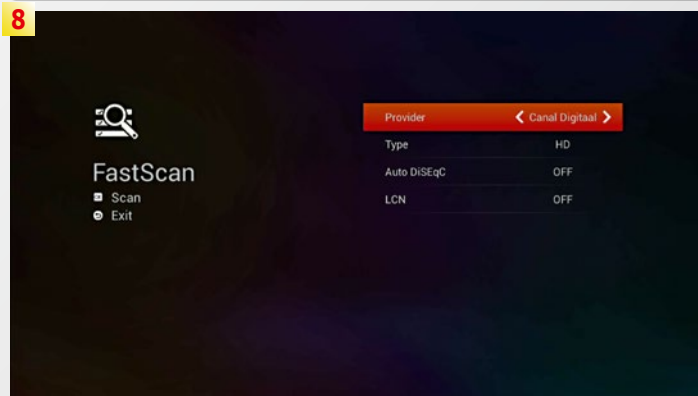 8
FastScan
Scan
Exit
Provider Canal Digitaal
Type HD
Auto DiSEqC OFF
LCN OFF